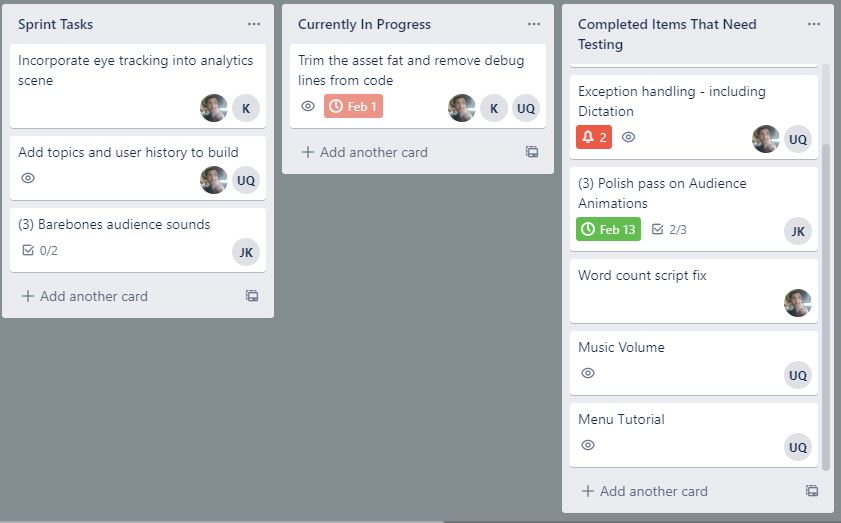 Sprint Tasks
Incorporate eye tracking into analytics
scene
K
Add topics and user history to build
UQ
(3) Barebones audience sounds
0/2
JK
Add another card
Currently In Progress
Trim the asset fat and remove debug
lines from code
Feb 1
K
UQ
Add another card
Completed Items That Need
Testing
Exception handling - including
Dictation
2
UQ
(3) Polish pass on Audience
Animations
Feb 13
2/3
JK
Word count script fix
Music Volume
UQ
Menu Tutorial
UQ
Add another card